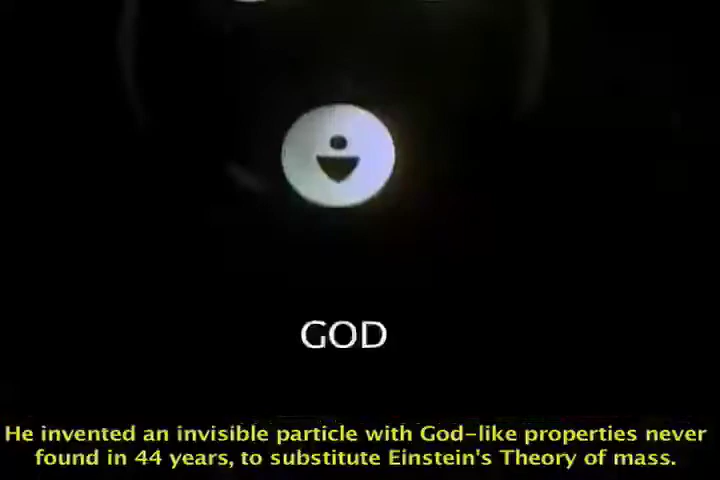 GOD
He invented an invisible particle with God-like properties never
found in 44 years, to substitute Einstein's Theory of mass.